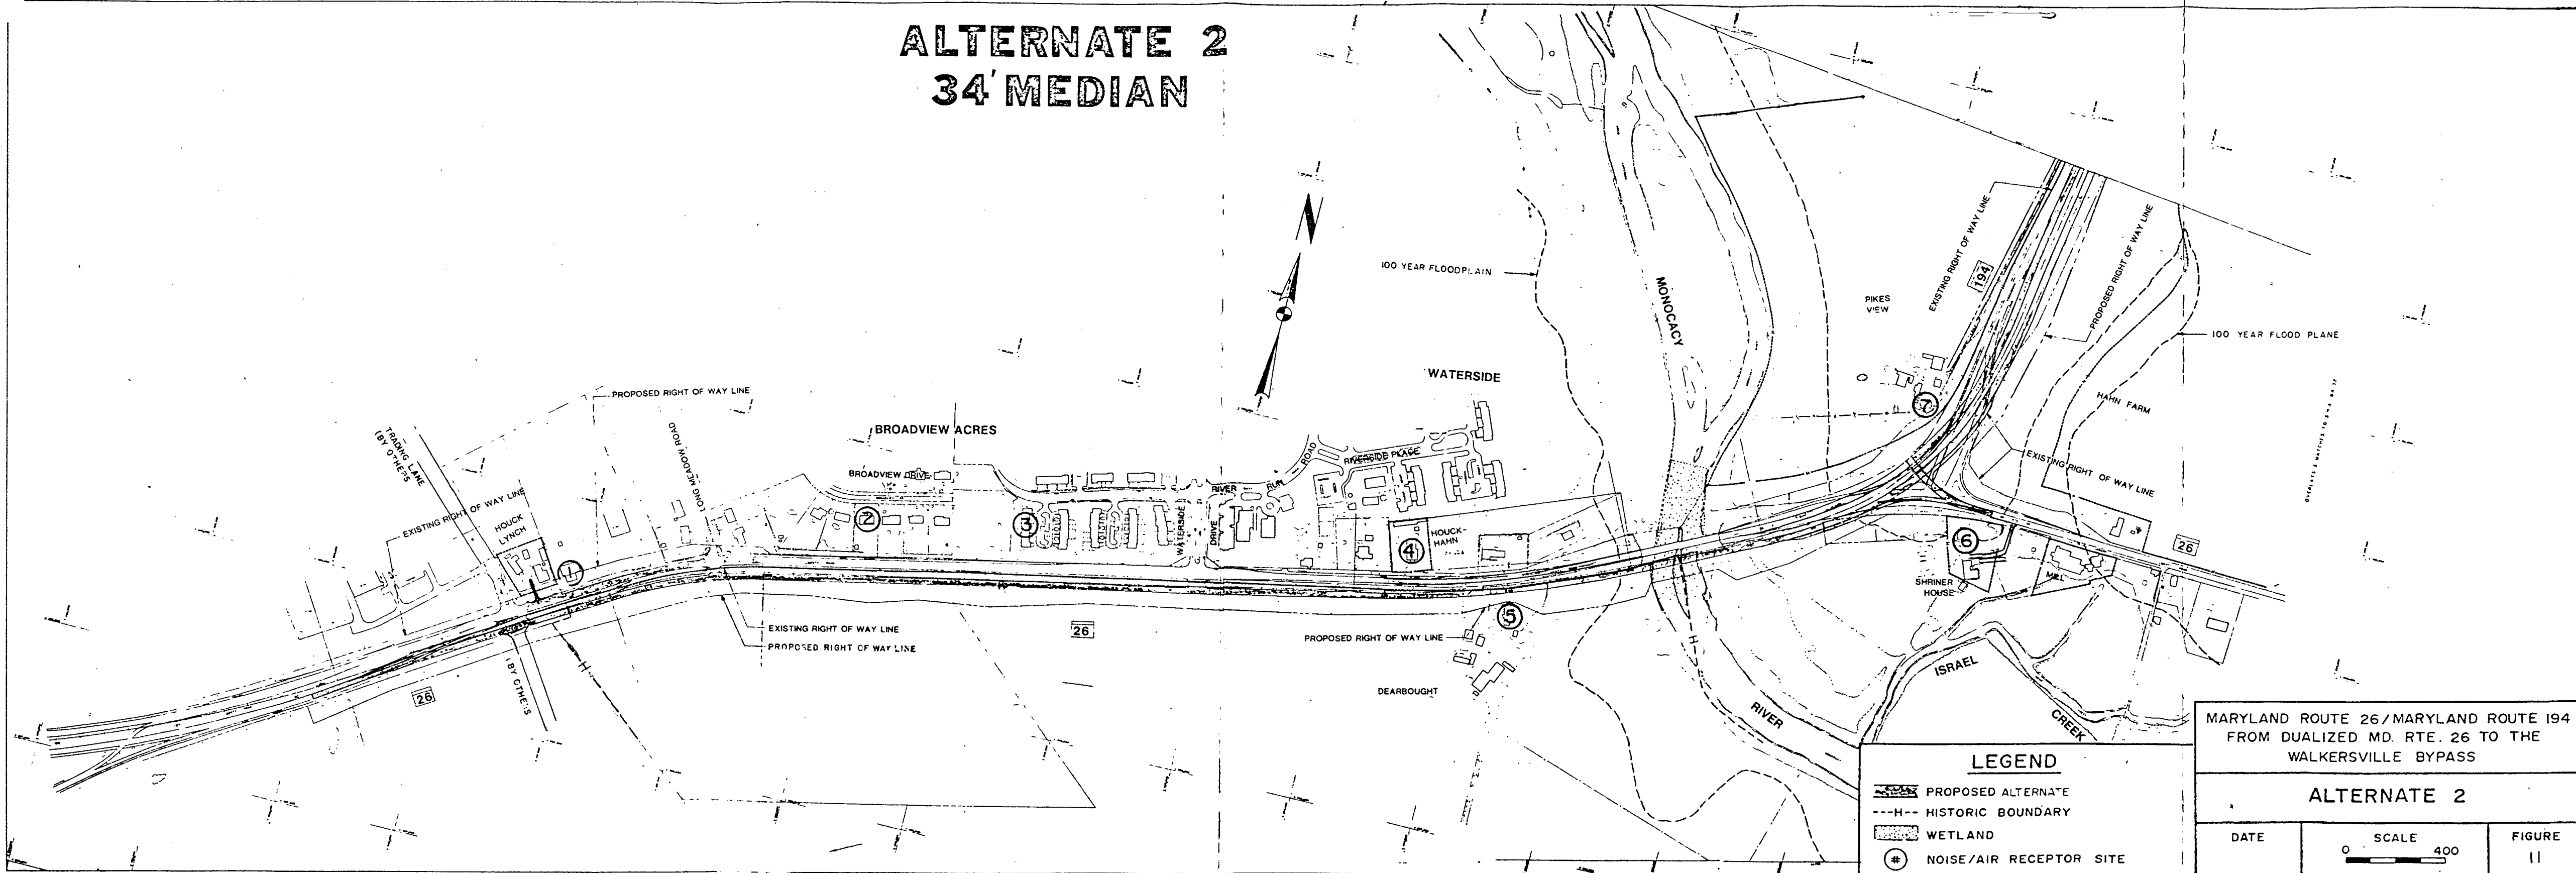 ALTERNATE 2
34' MEDIAN
100 YEAR FLOODPLAIN
MONOCACY
PIKES
VIEW
EXISTING RIGHT OF WAY LINE
194
PROPOSED RIGHT OF WAY LINE
100 YEAR FLOOD PLANE
HAHN FARM
N
WATERSIDE
PROPOSED RIGHT OF WAY LINE
TRADING LANE
(BY OTHERS
LONG MEADOW ROAD
BROADVIEW ACRES
BROADVIEW DRIVE
RIVER
RUN
ROAD
RIVERSIDE PLACE
7
EXISTING RIGHT OF WAY LINE
EXISTING RIGHT OF WAY LINE
HOUCK
LYNCH
1
2
3
WATERSIDE
DRIVE
4
HOUCK-
HAHN
6
26
SHRINER
HOUSE
MILL
5
EXISTING RIGHT OF WAY LINE
PROPOSED RIGHT OF WAY LINE
26
PROPOSED RIGHT OF WAY LINE
H
H
26
(BY OTHERS
DEARBOUGHT
RIVER
ISRAEL
CREEK
LEGEND
PROPOSED ALTERNATE
---H-- HISTORIC BOUNDARY
WETLAND
# NOISE/AIR RECEPTOR SITE
MARYLAND ROUTE 26/MARYLAND ROUTE 194
FROM DUALIZED MD. RTE. 26 TO THE
WALKERSVILLE BYPASS
ALTERNATE 2
DATE
SCALE
0 400
FIGURE
11